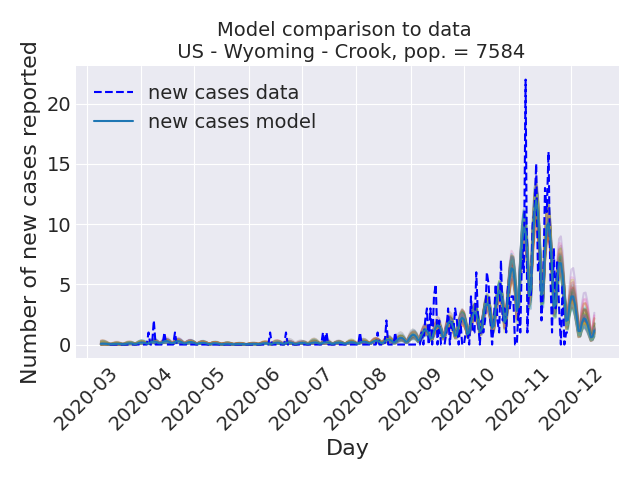 Model comparison to data
US - Wyoming - Crook, pop. = 7584
Number of new cases reported
new cases data
new cases model
20
15
10
5
0
2020-03
2020-04
2020-05
2020-06
2020-07
2020-08
2020-09
2020-10
2020-11
2020-12
Day